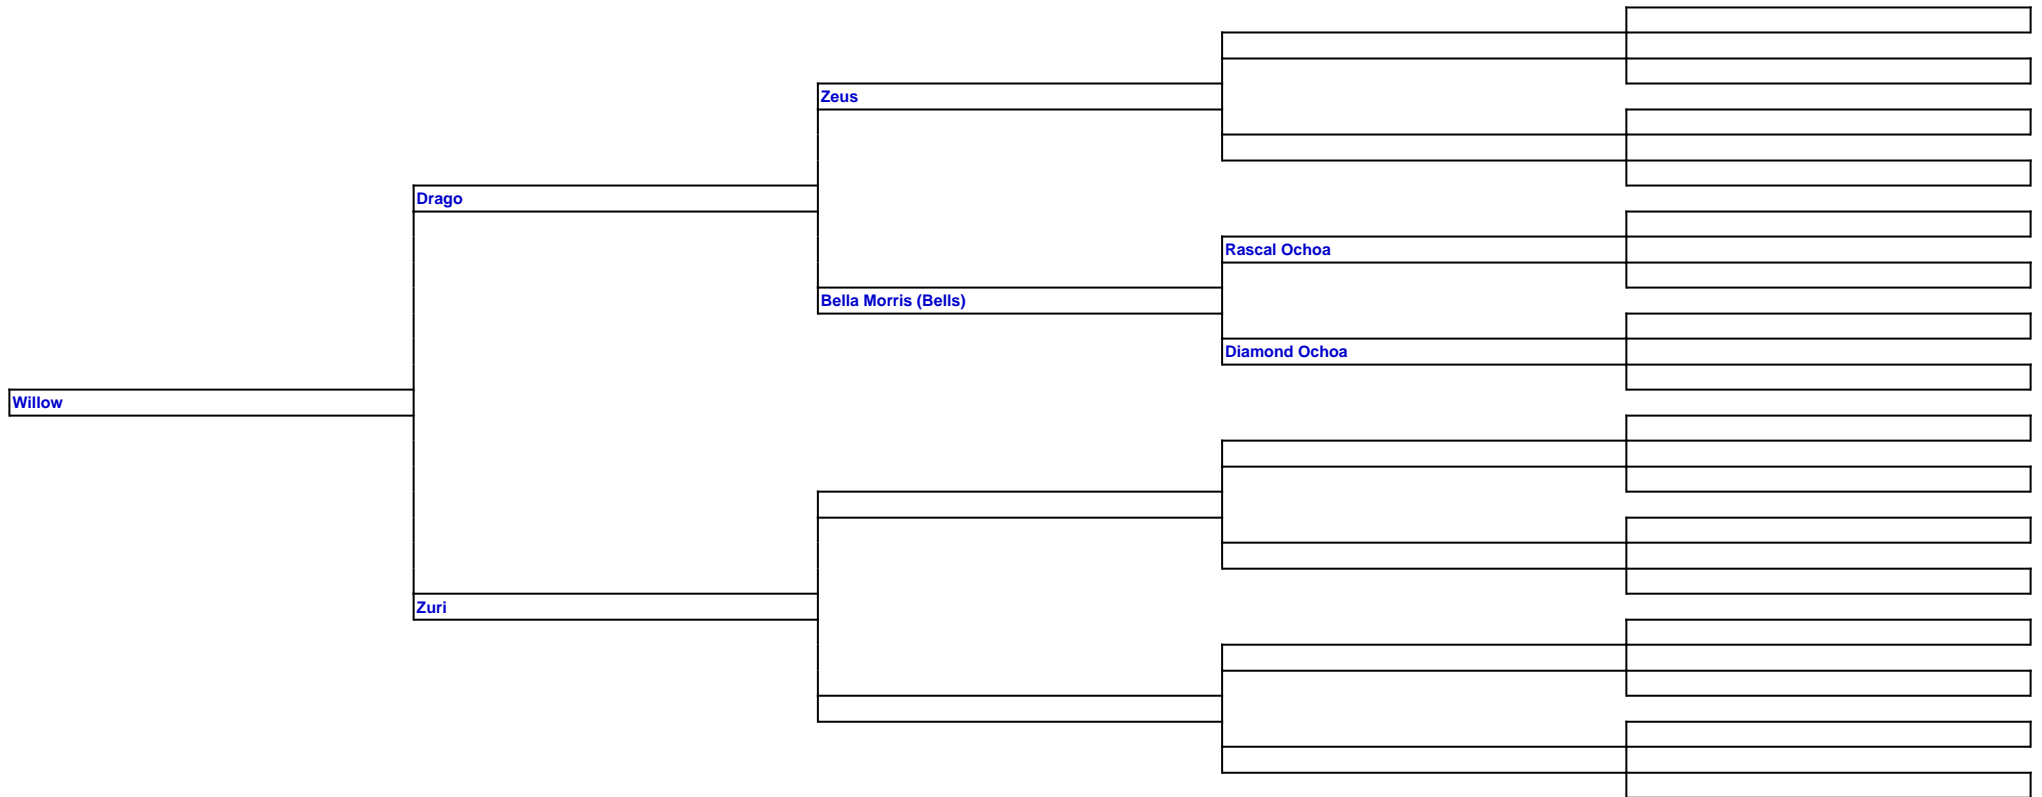 Zeus
Drago
Rascal Ochoa
Bella Morris (Bells)
Diamond Ochoa
Willow
Zuri